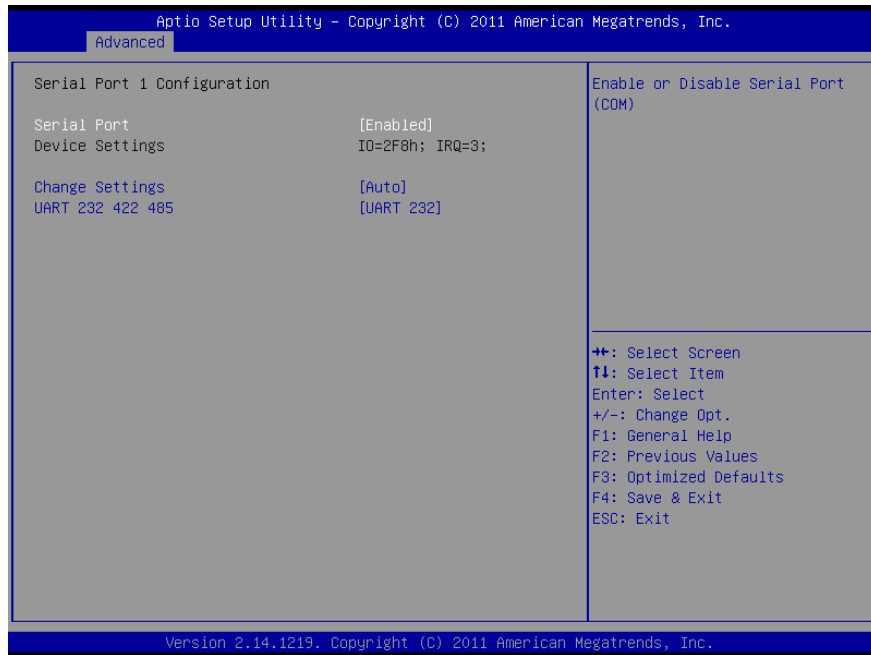 Aptio Setup Utility – Copyright (C) 2011 American Megatrends, Inc.
Advanced
Serial Port 1 Configuration
Serial Port [Enabled]
Device Settings IO=2F8h; IRQ=3;
Change Settings [Auto]
UART 232 422 485 [UART 232]
Enable or Disable Serial Port
(COM)
→←: Select Screen
↑↓: Select Item
Enter: Select
+/-: Change Opt.
F1: General Help
F2: Previous Values
F3: Optimized Defaults
F4: Save & Exit
ESC: Exit
Version 2.14.1219. Copyright (C) 2011 American Megatrends, Inc.